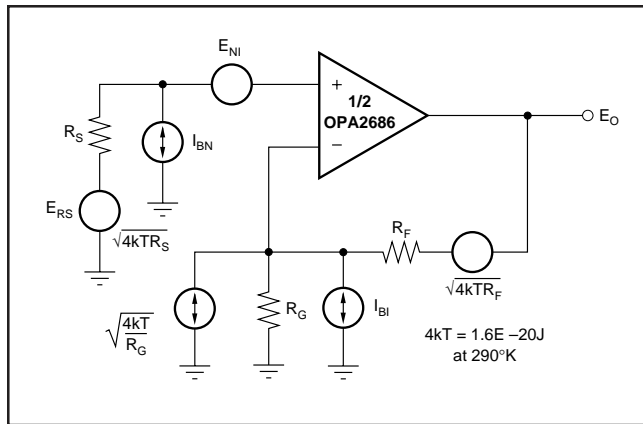 E_NI
+
1/2
OPA2686
−
E_O
R_S
I_BN
E_RS
√4kTR_S
R_F
√4kTR_F
√4kT/R_G
R_G
I_BI
4kT = 1.6E –20J
at 290°K